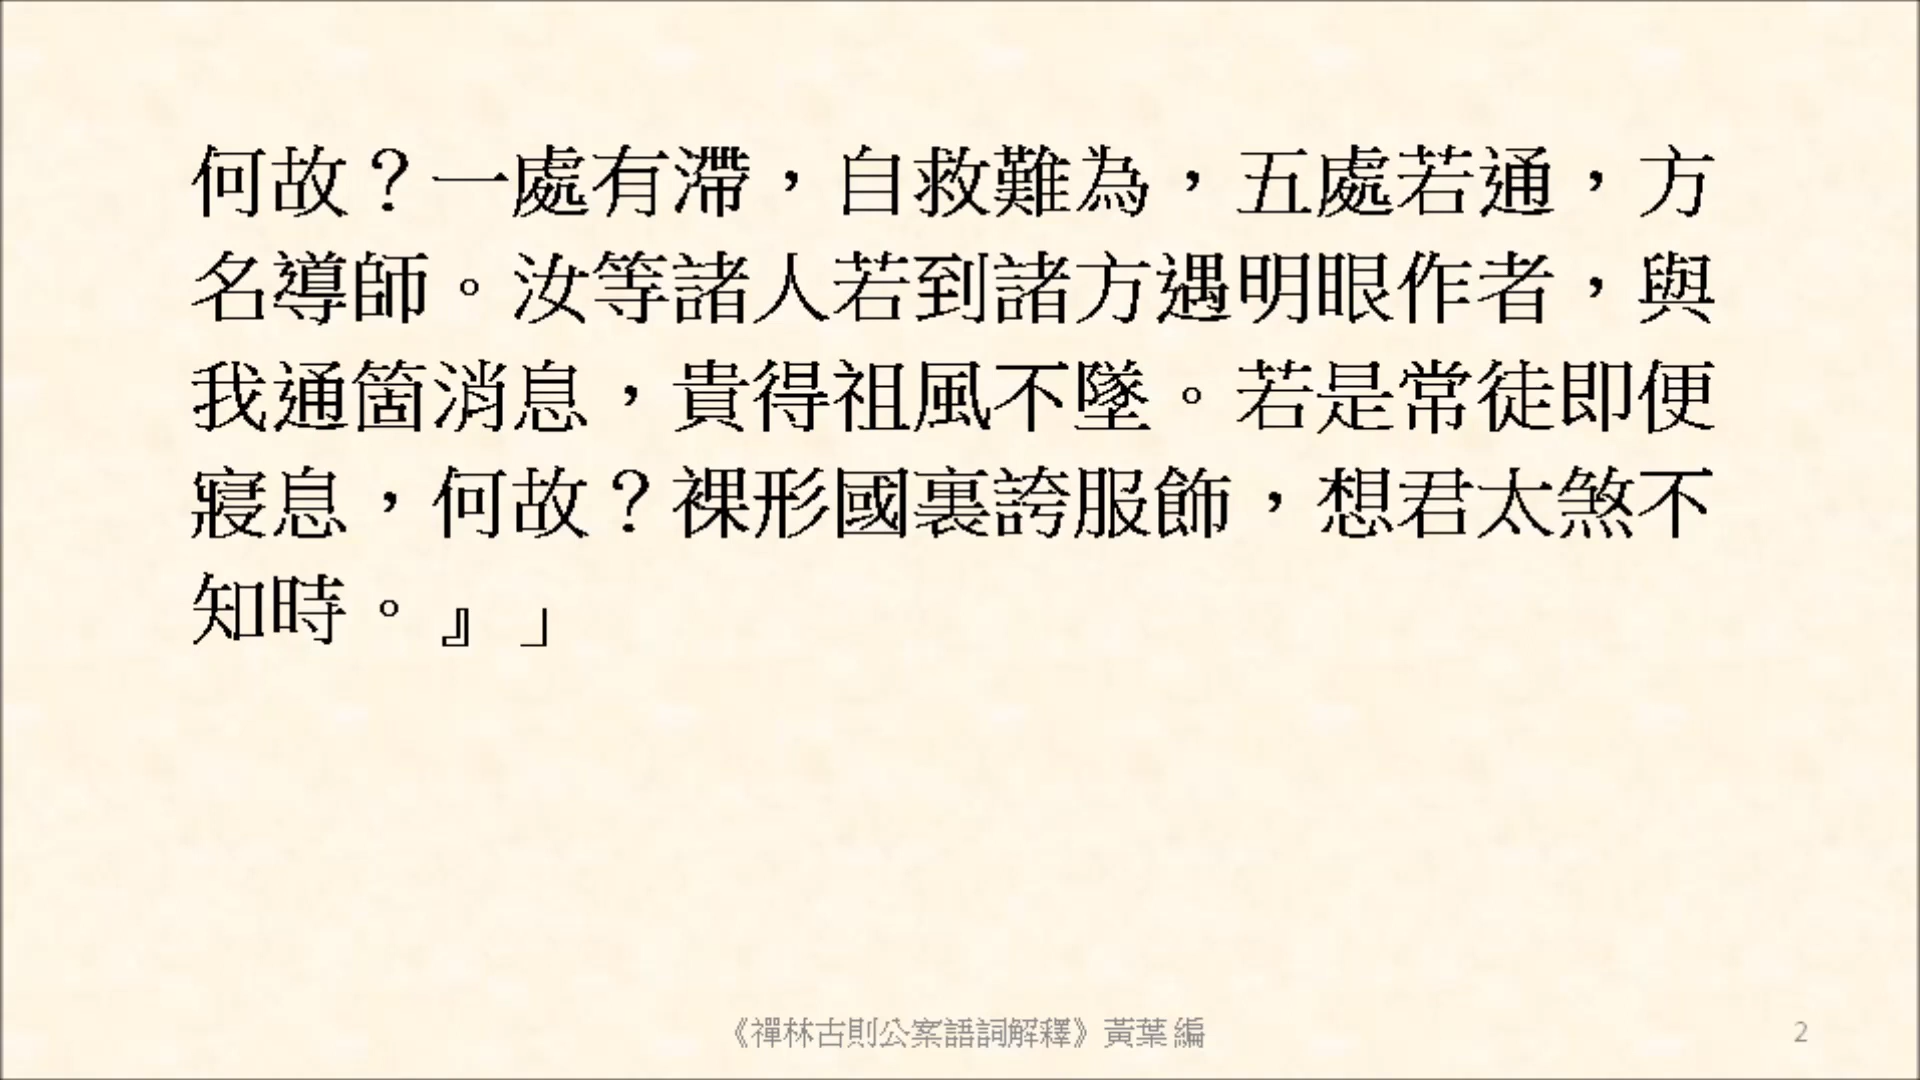 何故？一處有滯，自救難為，五處若通，方
名導師。汝等諸人若到諸方遇明眼作者，與
我通箇消息，貴得祖風不墜。若是常徒即便
寢息，何故？裸形國裏誇服飾，想君太煞不
知時。』」
《禪林古則公案語詞解釋》黃葉 編
2